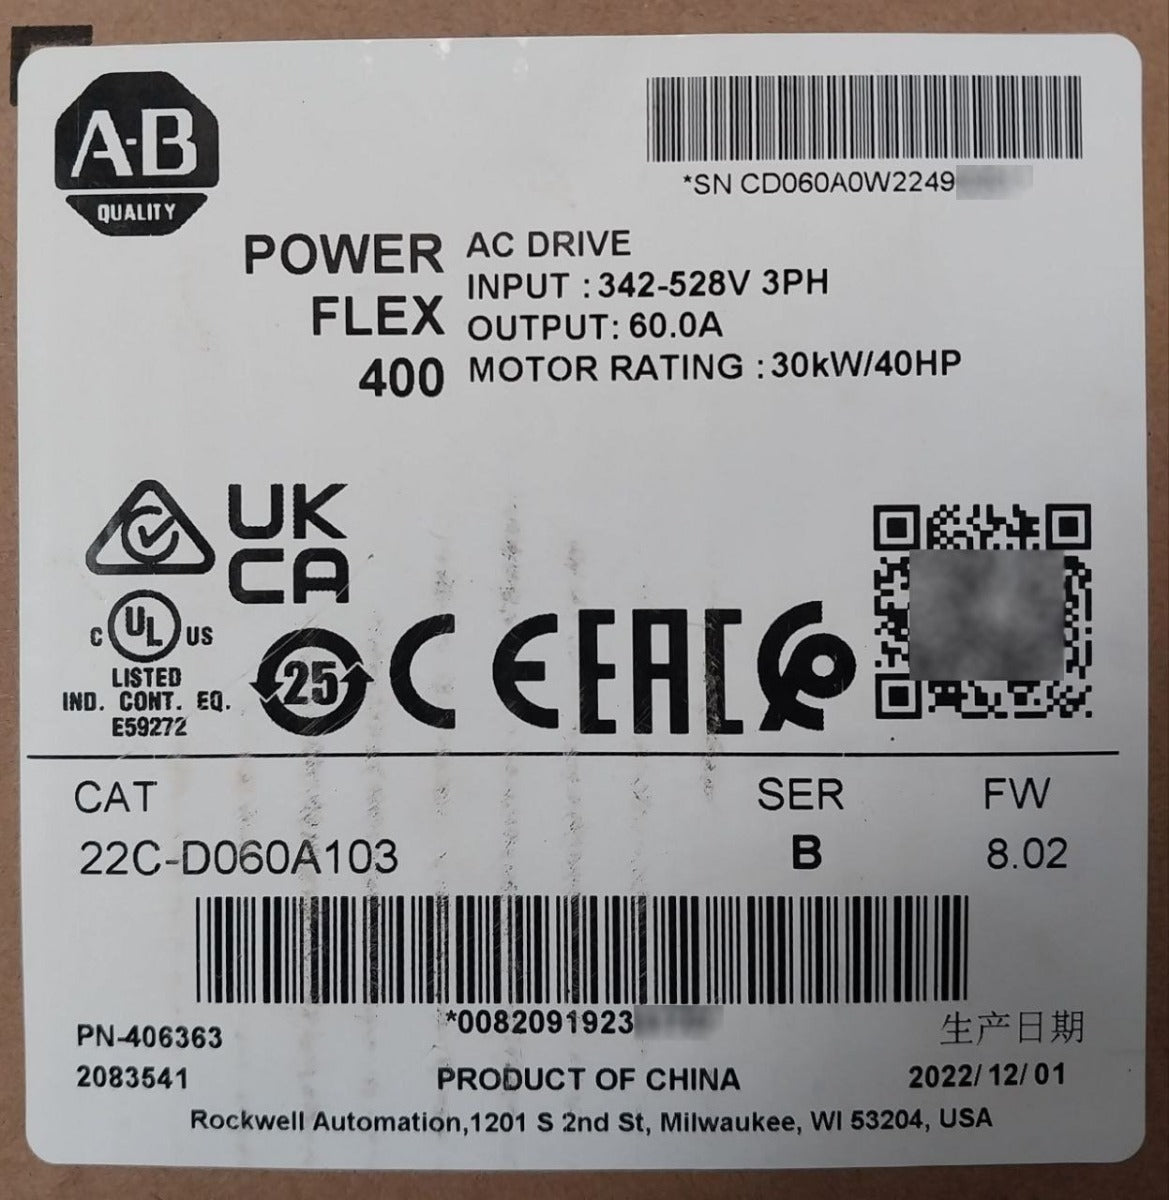 A-B
QUALITY
*SN CD060A0W2249
POWER
FLEX
400
AC DRIVE
INPUT : 342-528V 3PH
OUTPUT: 60.0A
MOTOR RATING : 30kW/40HP
UK
CA
C UL US
LISTED
IND. CONT. EQ.
E59272
25
CE
EAC
CAT SER FW
22C-D060A103 B 8.02
*0082091923
PN-406363
2083541
PRODUCT OF CHINA
生产日期
2022/12/01
Rockwell Automation,1201 S 2nd St, Milwaukee, WI 53204, USA